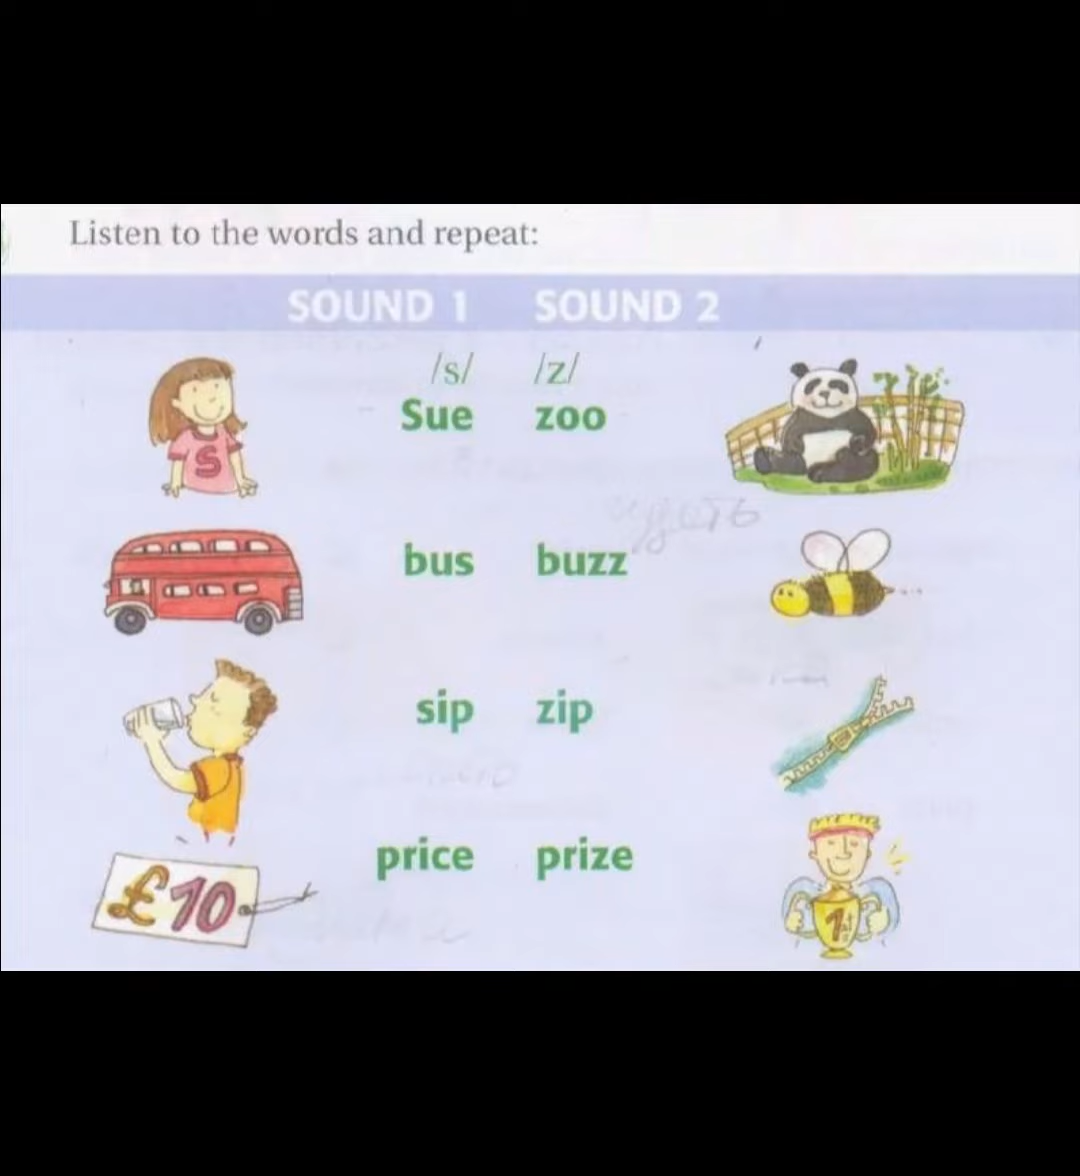 Listen to the words and repeat:
SOUND 1 SOUND 2
/s/ /z/
Sue zoo
S
bus buzz
sip zip
price prize
£10
1st